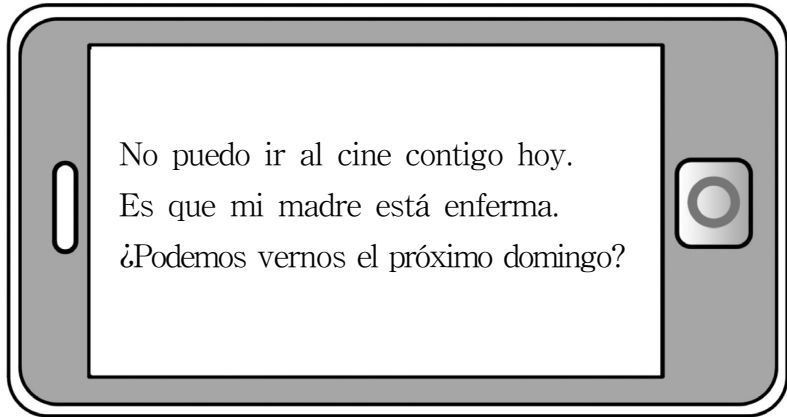 No puedo ir al cine contigo hoy.
Es que mi madre está enferma.
¿Podemos vernos el próximo domingo?